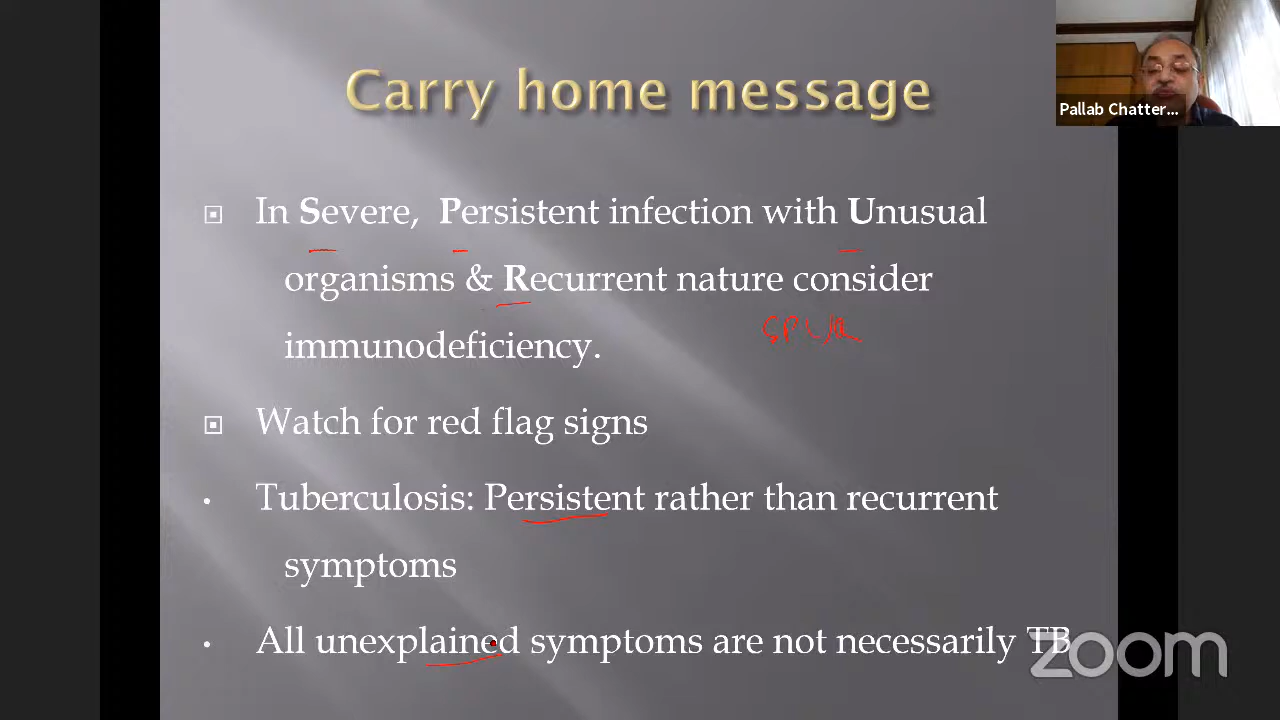 Carry home message
Pallab Chatter...
In Severe, Persistent infection with Unusual
organisms & Recurrent nature consider
SPUR
immunodeficiency.
Watch for red flag signs
• Tuberculosis: Persistent rather than recurrent
symptoms
• All unexplained symptoms are not necessarily TB
zoom